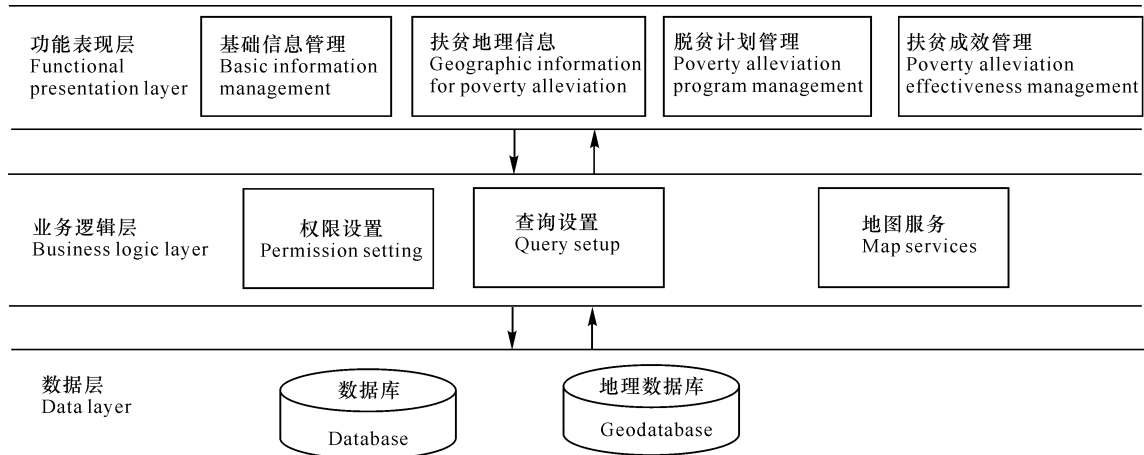 功能表现层
Functional
presentation layer
基础信息管理
Basic information
management
扶贫地理信息
Geographic information
for poverty alleviation
脱贫计划管理
Poverty alleviation
program management
扶贫成效管理
Poverty alleviation
effectiveness management
业务逻辑层
Business logic layer
权限设置
Permission setting
查询设置
Query setup
地图服务
Map services
数据层
Data layer
数据库
Database
地理数据库
Geodatabase